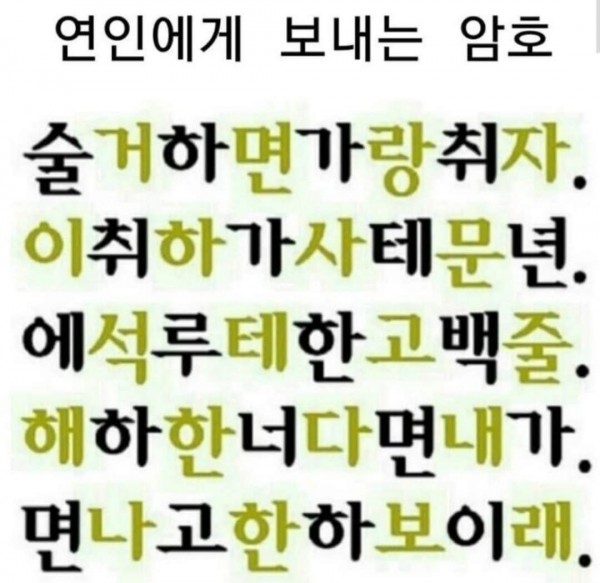 연인에게 보내는 암호
술거하면가랑취자.
이취하가사테문년.
에석루테한고백줄.
해하한너다면내가.
면나고한하보이래.